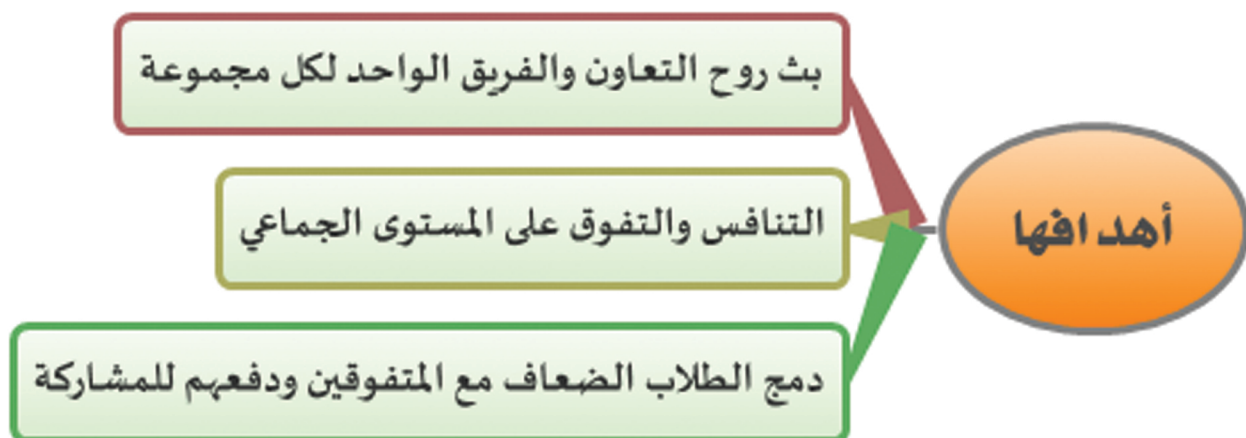 أهدافها
بث روح التعاون والفريق الواحد لكل مجموعة
التنافس والتفوق على المستوى الجماعي
دمج الطلاب الضعاف مع المتفوقين ودفعهم للمشاركة